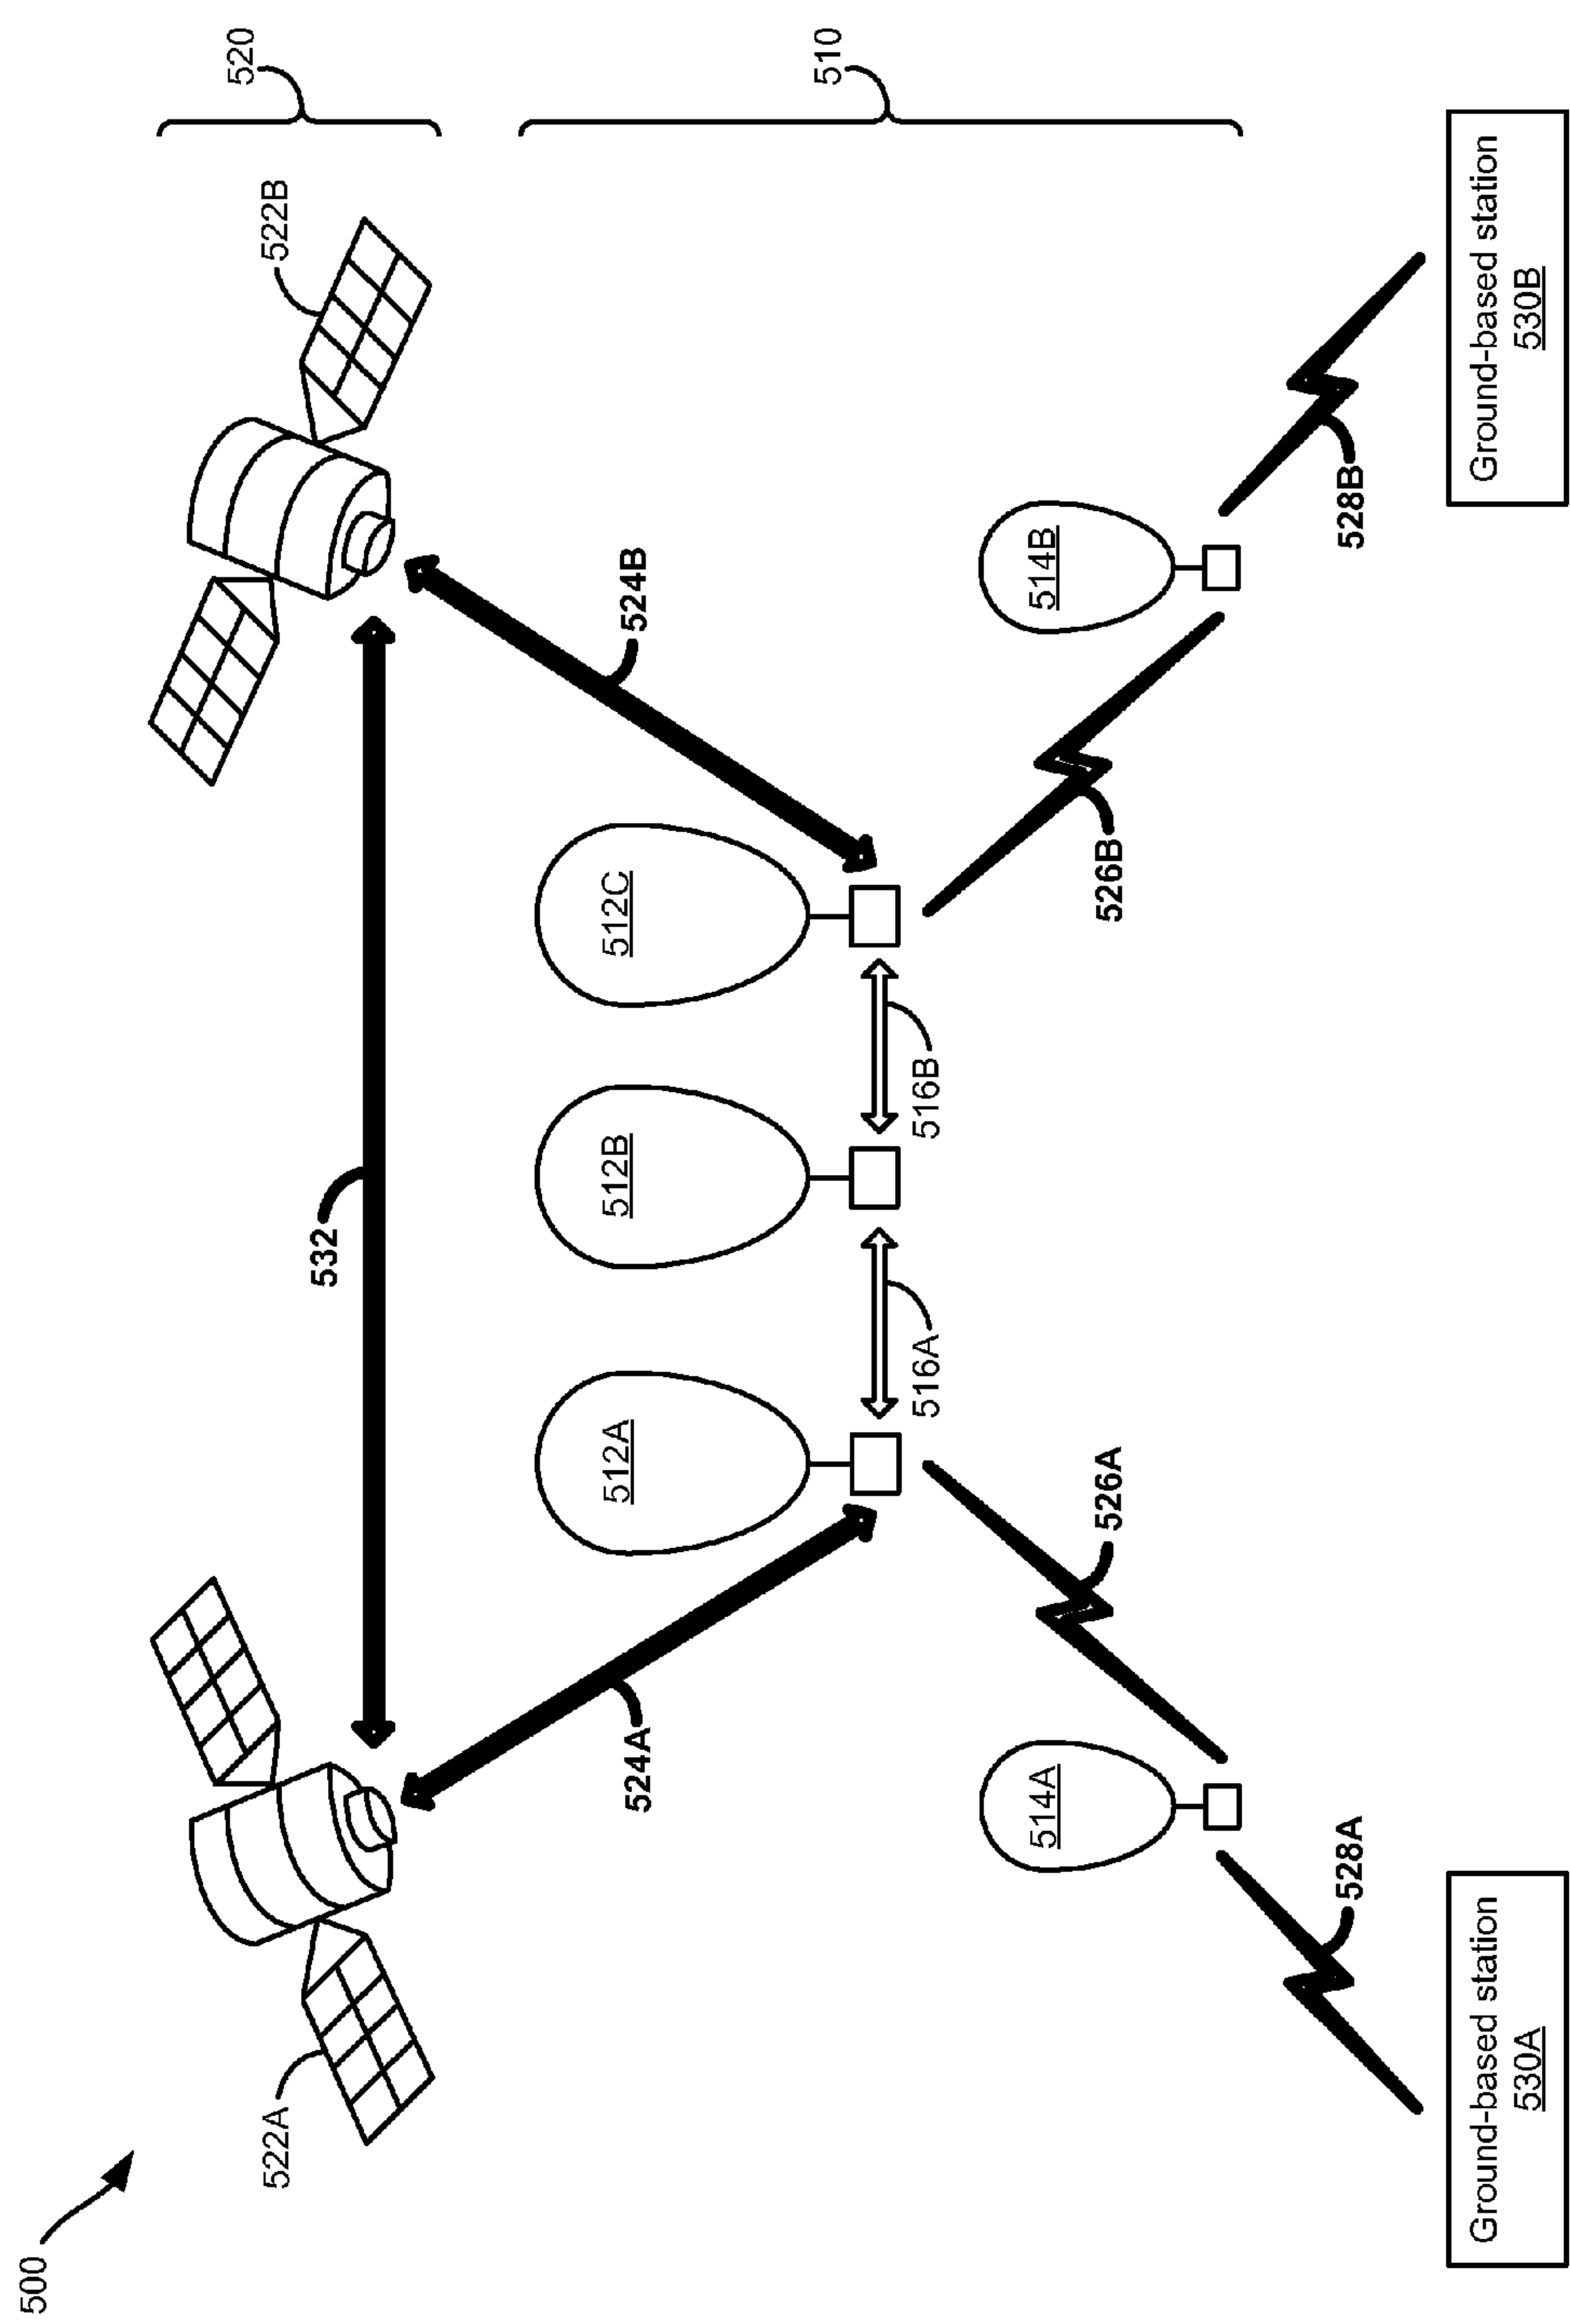 500
520
522A
522B
532
510
524A
524B
512A
512B
512C
516A
516B
514A
514B
526A
526B
528A
528B
Ground-based station
530A
Ground-based station
530B